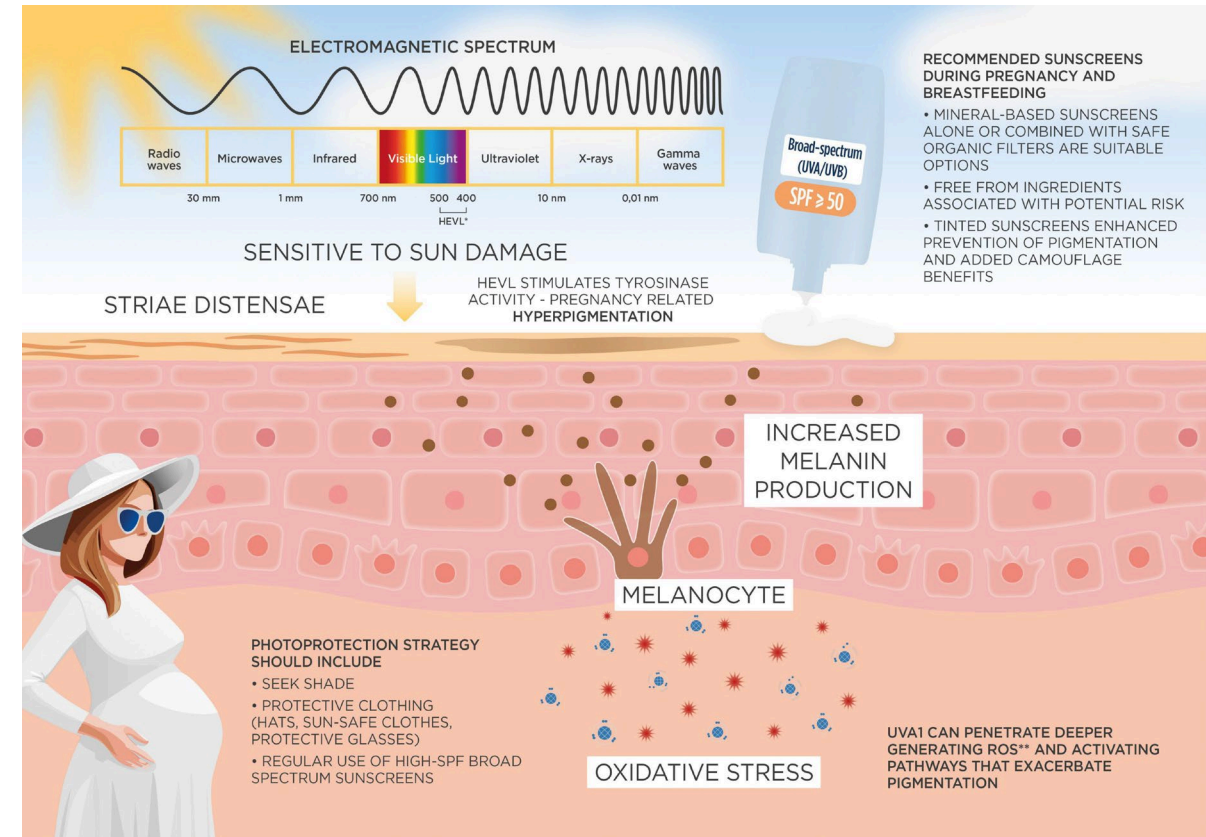 ELECTROMAGNETIC SPECTRUM
Radio
waves
Microwaves
Infrared
Visible Light
Ultraviolet
X-rays
Gamma
waves
30 mm
1 mm
700 nm
500
400
10 nm
0,01 nm
HEVL*
SENSITIVE TO SUN DAMAGE
STRIAE DISTENSAE
HEVL STIMULATES TYROSINASE
ACTIVITY - PREGNANCY RELATED
HYPERPIGMENTATION
Broad-spectrum
(UVA/UVB)
SPF ≥ 50
RECOMMENDED SUNSCREENS
DURING PREGNANCY AND
BREASTFEEDING
• MINERAL-BASED SUNSCREENS
ALONE OR COMBINED WITH SAFE
ORGANIC FILTERS ARE SUITABLE
OPTIONS
• FREE FROM INGREDIENTS
ASSOCIATED WITH POTENTIAL RISK
• TINTED SUNSCREENS ENHANCED
PREVENTION OF PIGMENTATION
AND ADDED CAMOUFLAGE
BENEFITS
INCREASED
MELANIN
PRODUCTION
MELANOCYTE
PHOTOPROTECTION STRATEGY
SHOULD INCLUDE
• SEEK SHADE
• PROTECTIVE CLOTHING
(HATS, SUN-SAFE CLOTHES,
PROTECTIVE GLASSES)
• REGULAR USE OF HIGH-SPF BROAD
SPECTRUM SUNSCREENS
OXIDATIVE STRESS
UVA1 CAN PENETRATE DEEPER
GENERATING ROS** AND ACTIVATING
PATHWAYS THAT EXACERBATE
PIGMENTATION